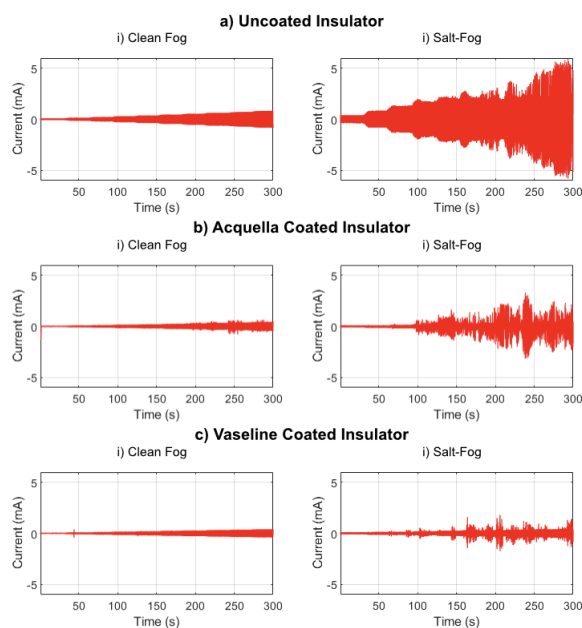 a) Uncoated Insulator
i) Clean Fog
i) Salt-Fog
Current (mA)
5
0
-5
50 100 150 200 250 300
Time (s)
Current (mA)
5
0
-5
50 100 150 200 250 300
Time (s)
b) Acquella Coated Insulator
i) Clean Fog
i) Salt-Fog
Current (mA)
5
0
-5
50 100 150 200 250 300
Time (s)
Current (mA)
5
0
-5
50 100 150 200 250 300
Time (s)
c) Vaseline Coated Insulator
i) Clean Fog
i) Salt-Fog
Current (mA)
5
0
-5
50 100 150 200 250 300
Time (s)
Current (mA)
5
0
-5
50 100 150 200 250 300
Time (s)